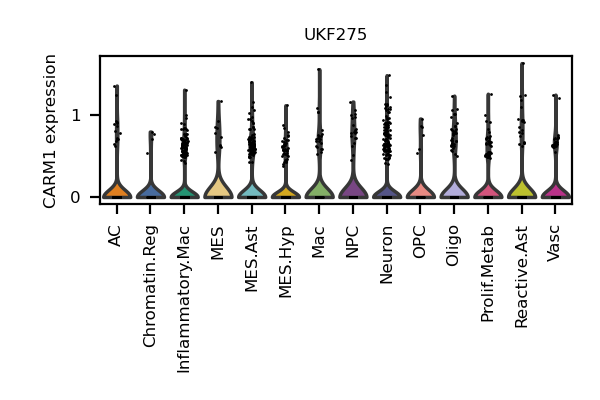 UKF275
CARM1 expression
1
0
AC
Chromatin.Reg
Inflammatory.Mac
MES
MES.Ast
MES.Hyp
Mac
NPC
Neuron
OPC
Oligo
Prolif.Metab
Reactive.Ast
Vasc